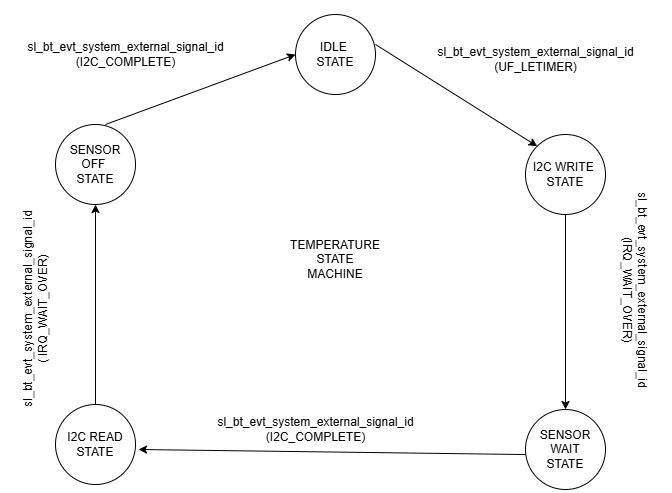 sl_bt_evt_system_external_signal_id
(I2C_COMPLETE)
IDLE
STATE
sl_bt_evt_system_external_signal_id
(UF_LETIMER)
SENSOR
OFF
STATE
I2C WRITE
STATE
sl_bt_evt_system_external_signal_id
( IRQ_WAIT_OVER)
TEMPERATURE
STATE
MACHINE
sl_bt_evt_system_external_signal_id
(IRQ_WAIT_OVER)
I2C READ
STATE
sl_bt_evt_system_external_signal_id
(I2C_COMPLETE)
SENSOR
WAIT
STATE